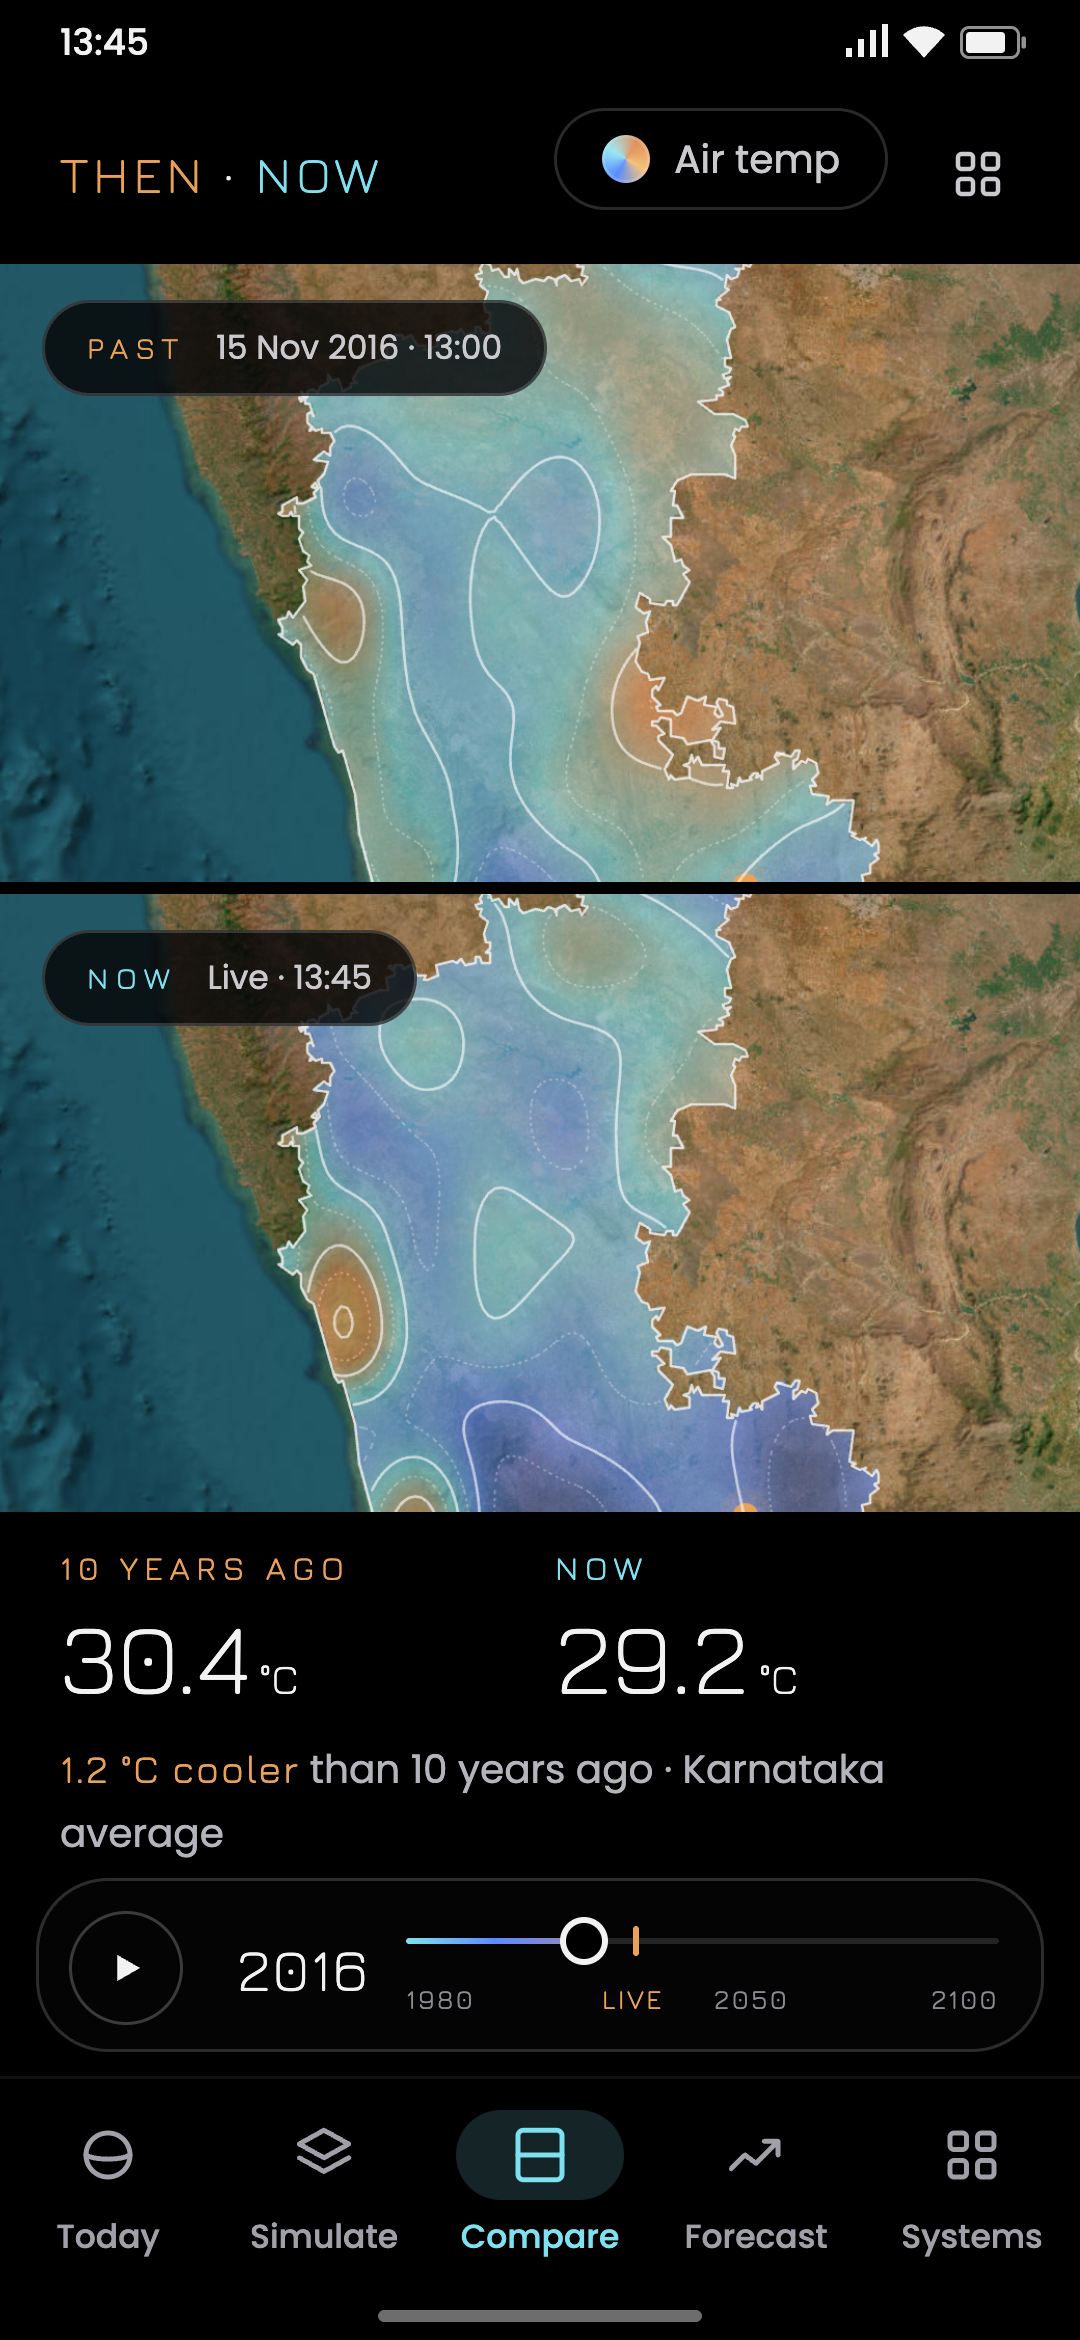 13:45
THEN · NOW
Air temp
PAST 15 Nov 2016 · 13:00
NOW Live · 13:45
10 YEARS AGO
NOW
30.4 °C
29.2 °C
1.2 °C cooler than 10 years ago · Karnataka
average
2016
1980 LIVE 2050 2100
Today Simulate Compare Forecast Systems